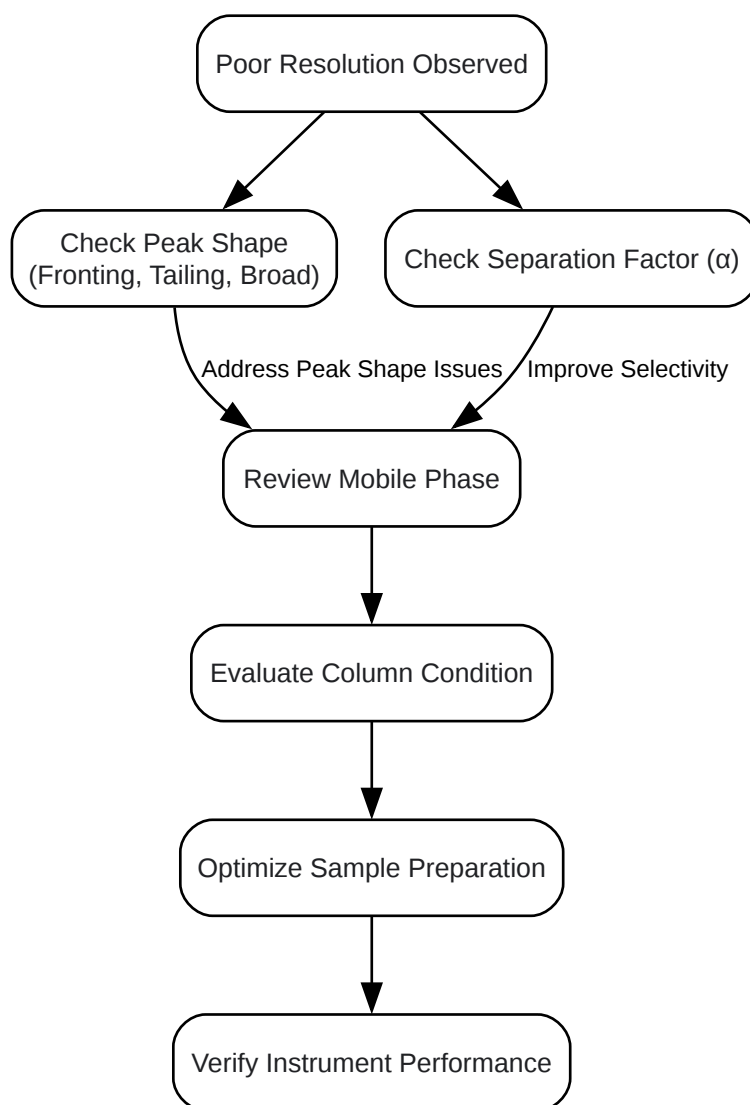 Poor Resolution Observed
Check Peak Shape
(Fronting, Tailing, Broad)
Check Separation Factor (α)
Address Peak Shape Issues
Improve Selectivity
Review Mobile Phase
Evaluate Column Condition
Optimize Sample Preparation
Verify Instrument Performance